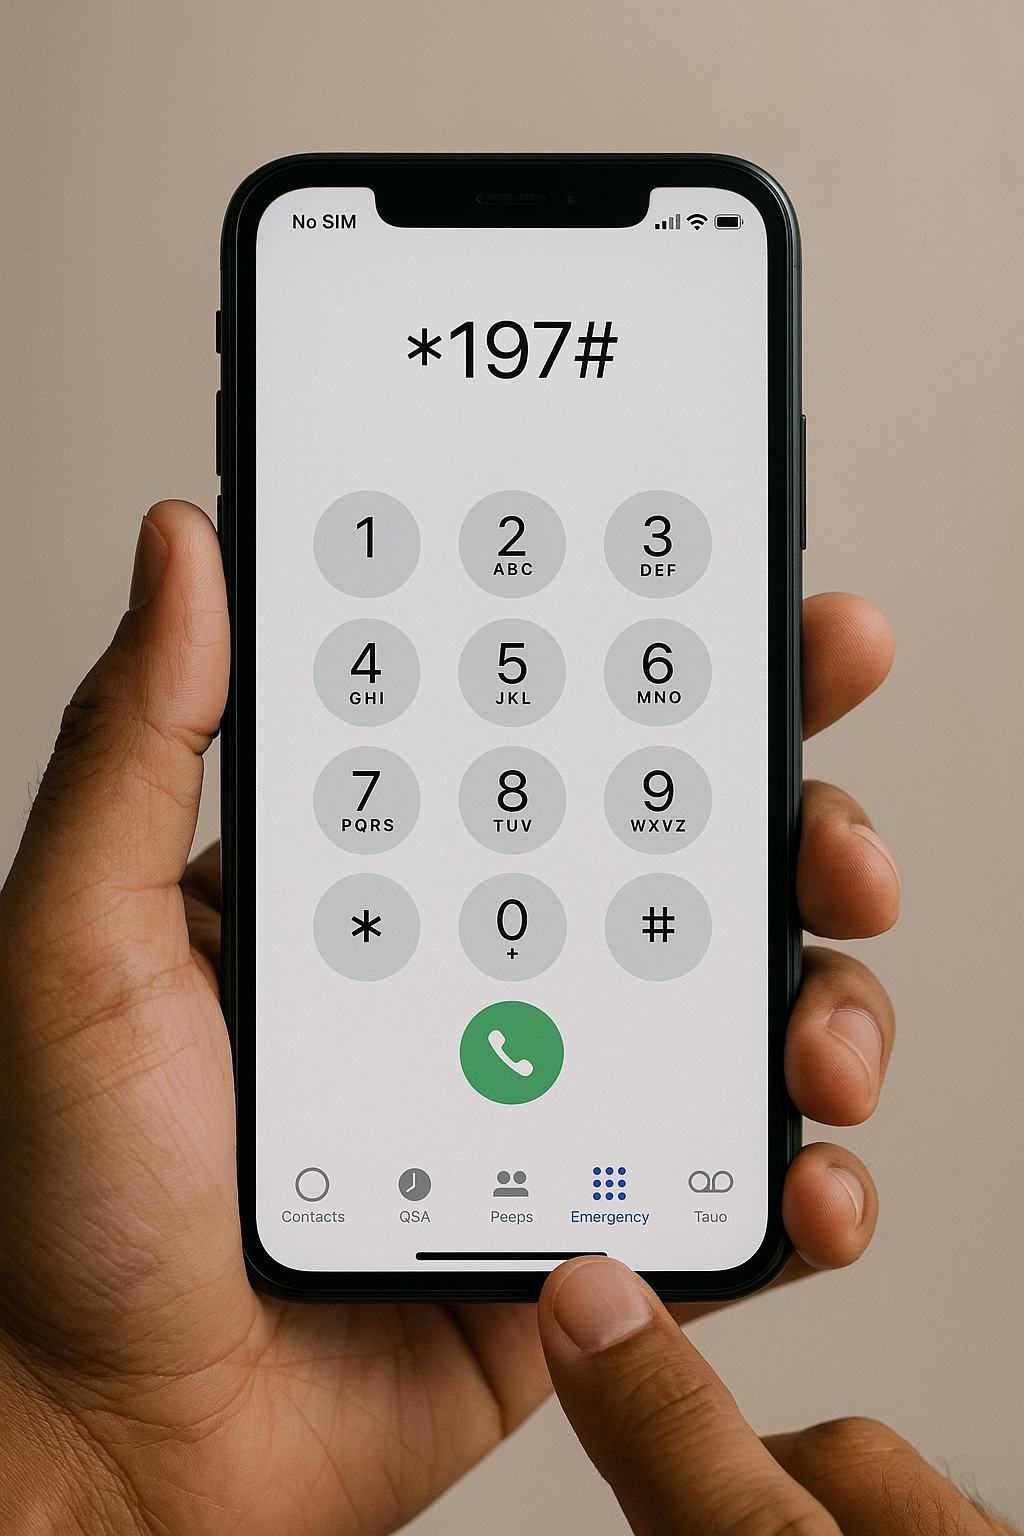 No SIM
*197#
1 2 3
ABC DEF
4 5 6
GHI JKL MNO
7 8 9
PQRS TUV WXVZ
* 0 #
+
Contacts QSA Peeps Emergency Tauo